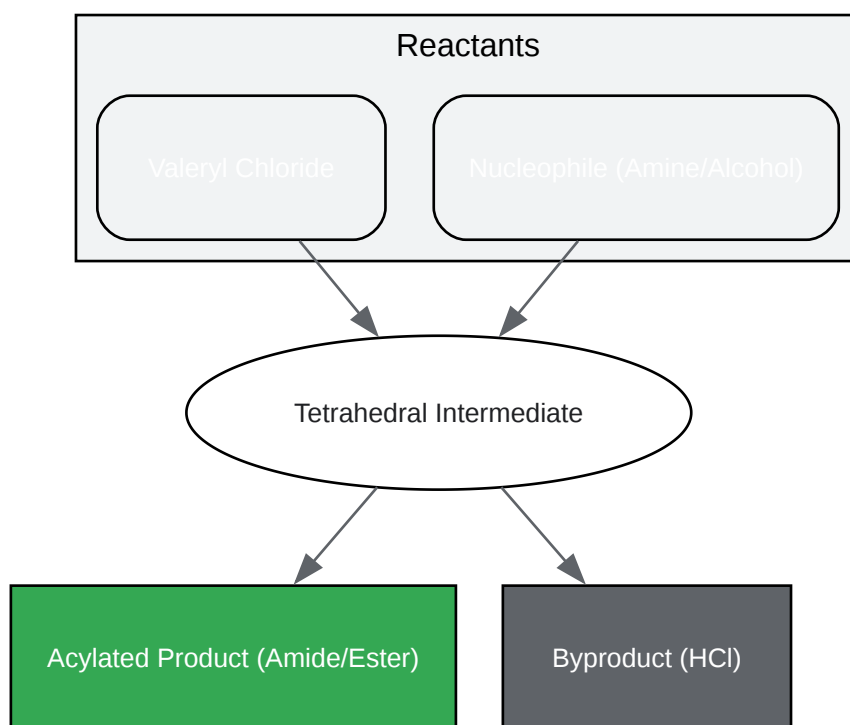 Reactants
Valeryl Chloride
Nucleophile (Amine/Alcohol)
Tetrahedral Intermediate
Acylated Product (Amide/Ester)
Byproduct (HCl)